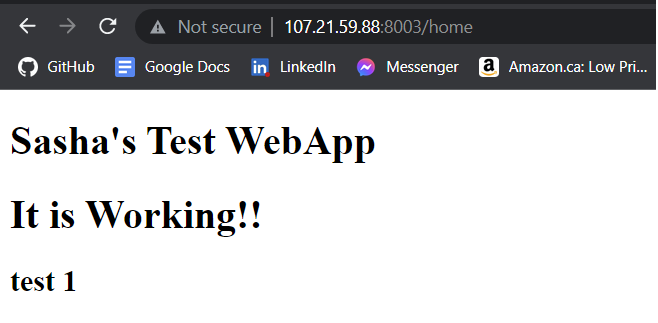 Not secure | 107.21.59.88:8003/home
GitHub Google Docs LinkedIn Messenger Amazon.ca: Low Pri...
Sasha's Test WebApp
It is Working!!
test 1